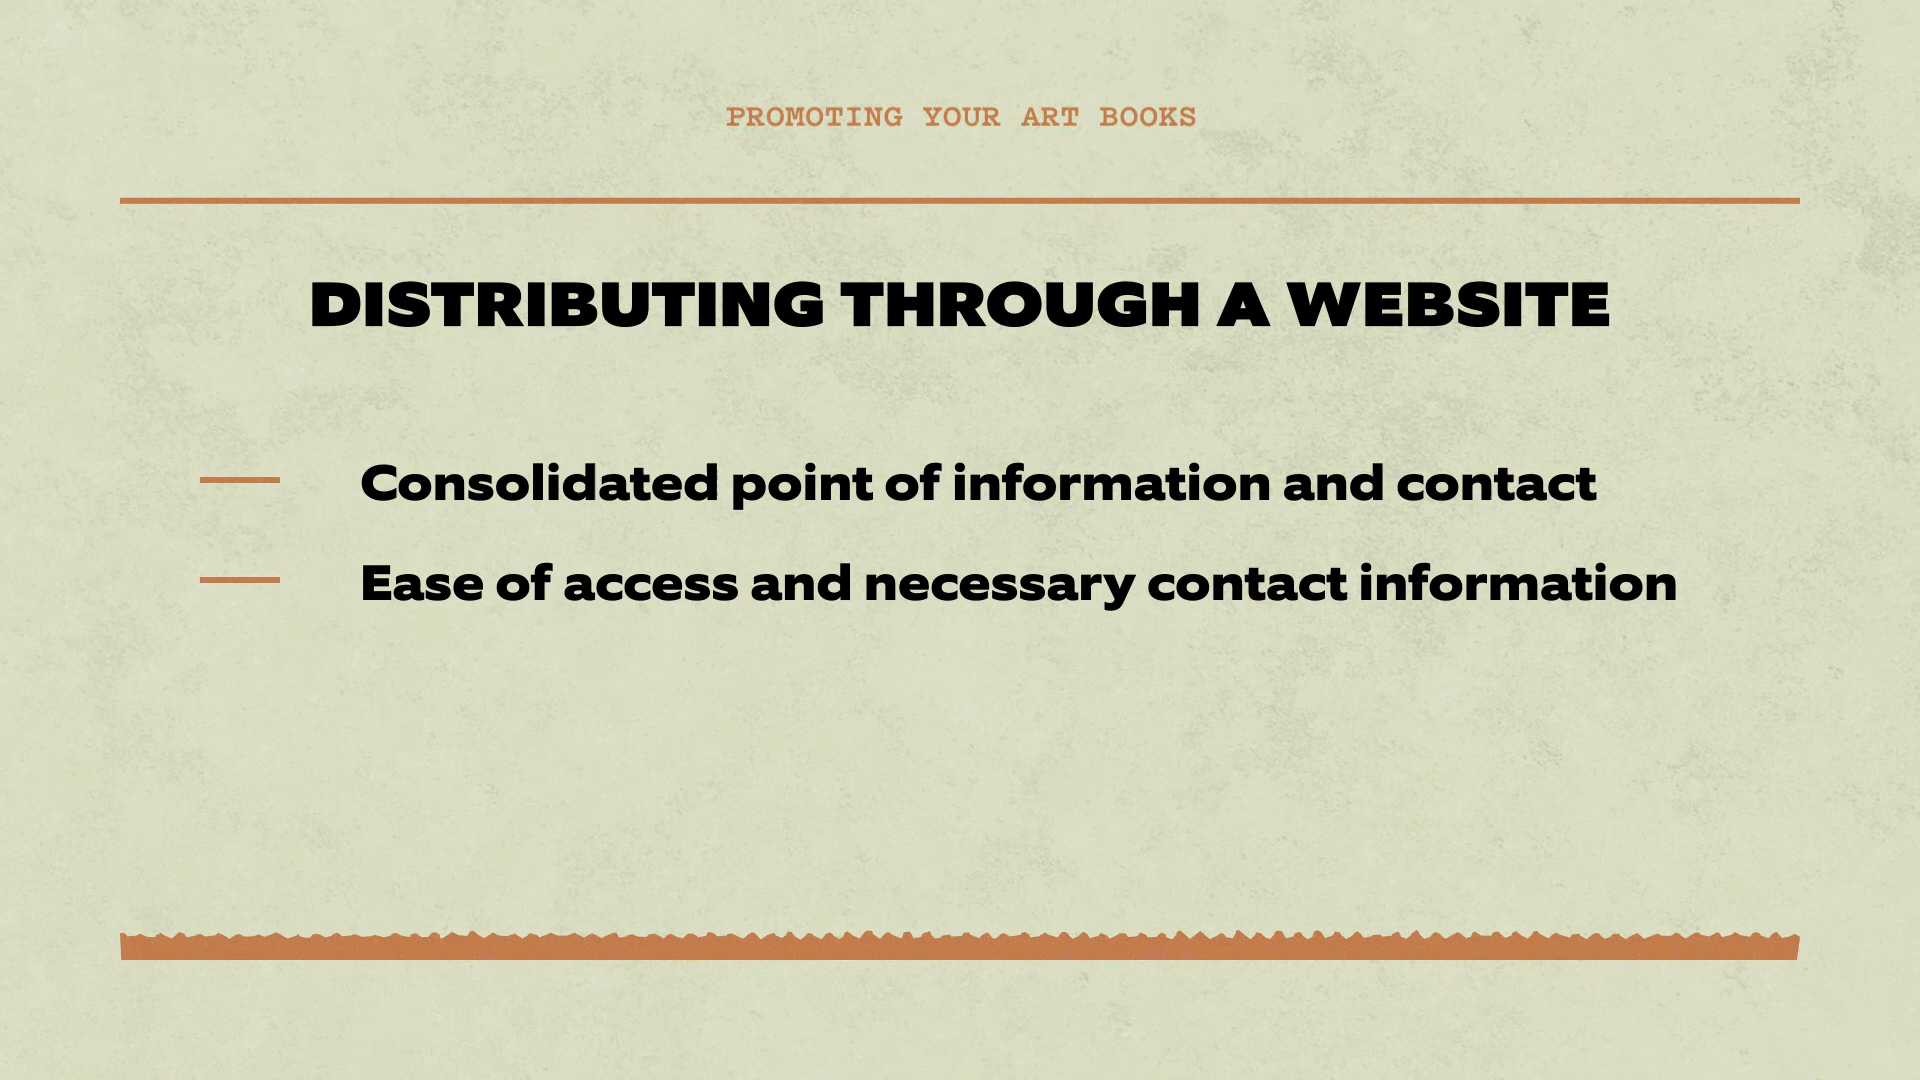 PROMOTING YOUR ART BOOKS
DISTRIBUTING THROUGH A WEBSITE
Consolidated point of information and contact
Ease of access and necessary contact information